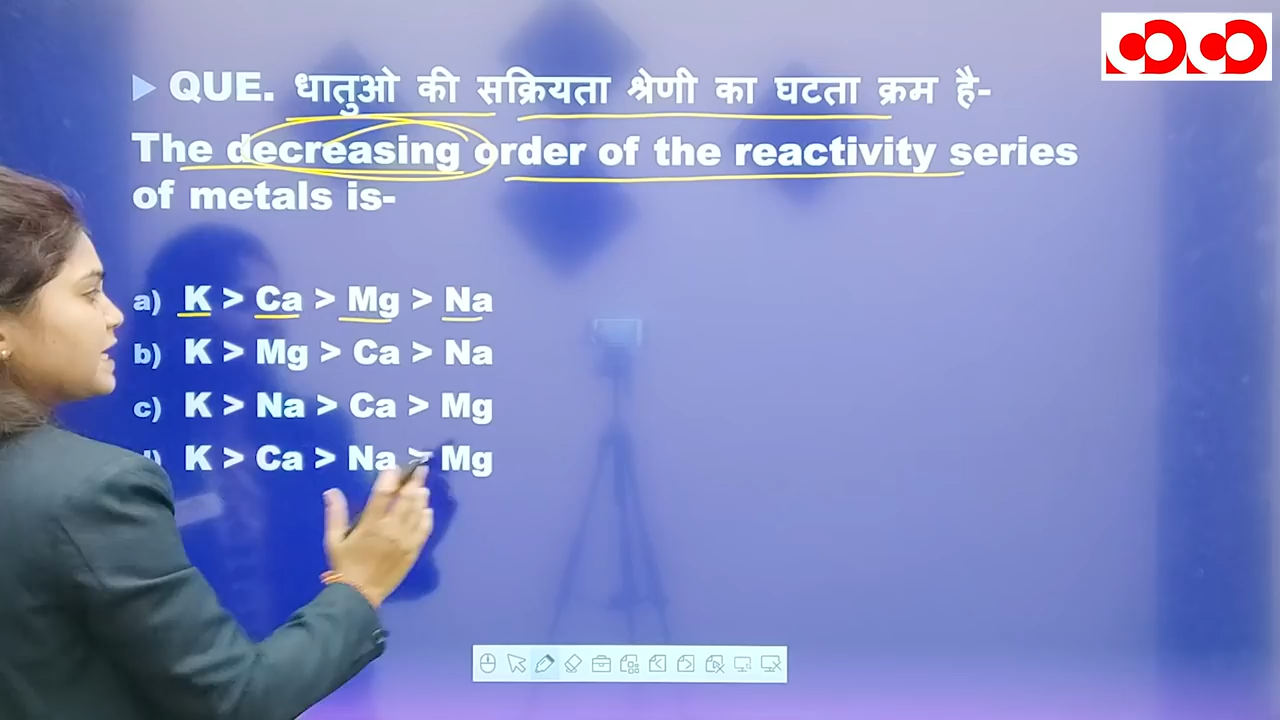 QUE. धातुओ की सक्रियता श्रेणी का घटता क्रम है-
The decreasing order of the reactivity series
of metals is-
a) K > Ca > Mg > Na
b) K > Mg > Ca > Na
c) K > Na > Ca > Mg
d) K > Ca > Na > Mg